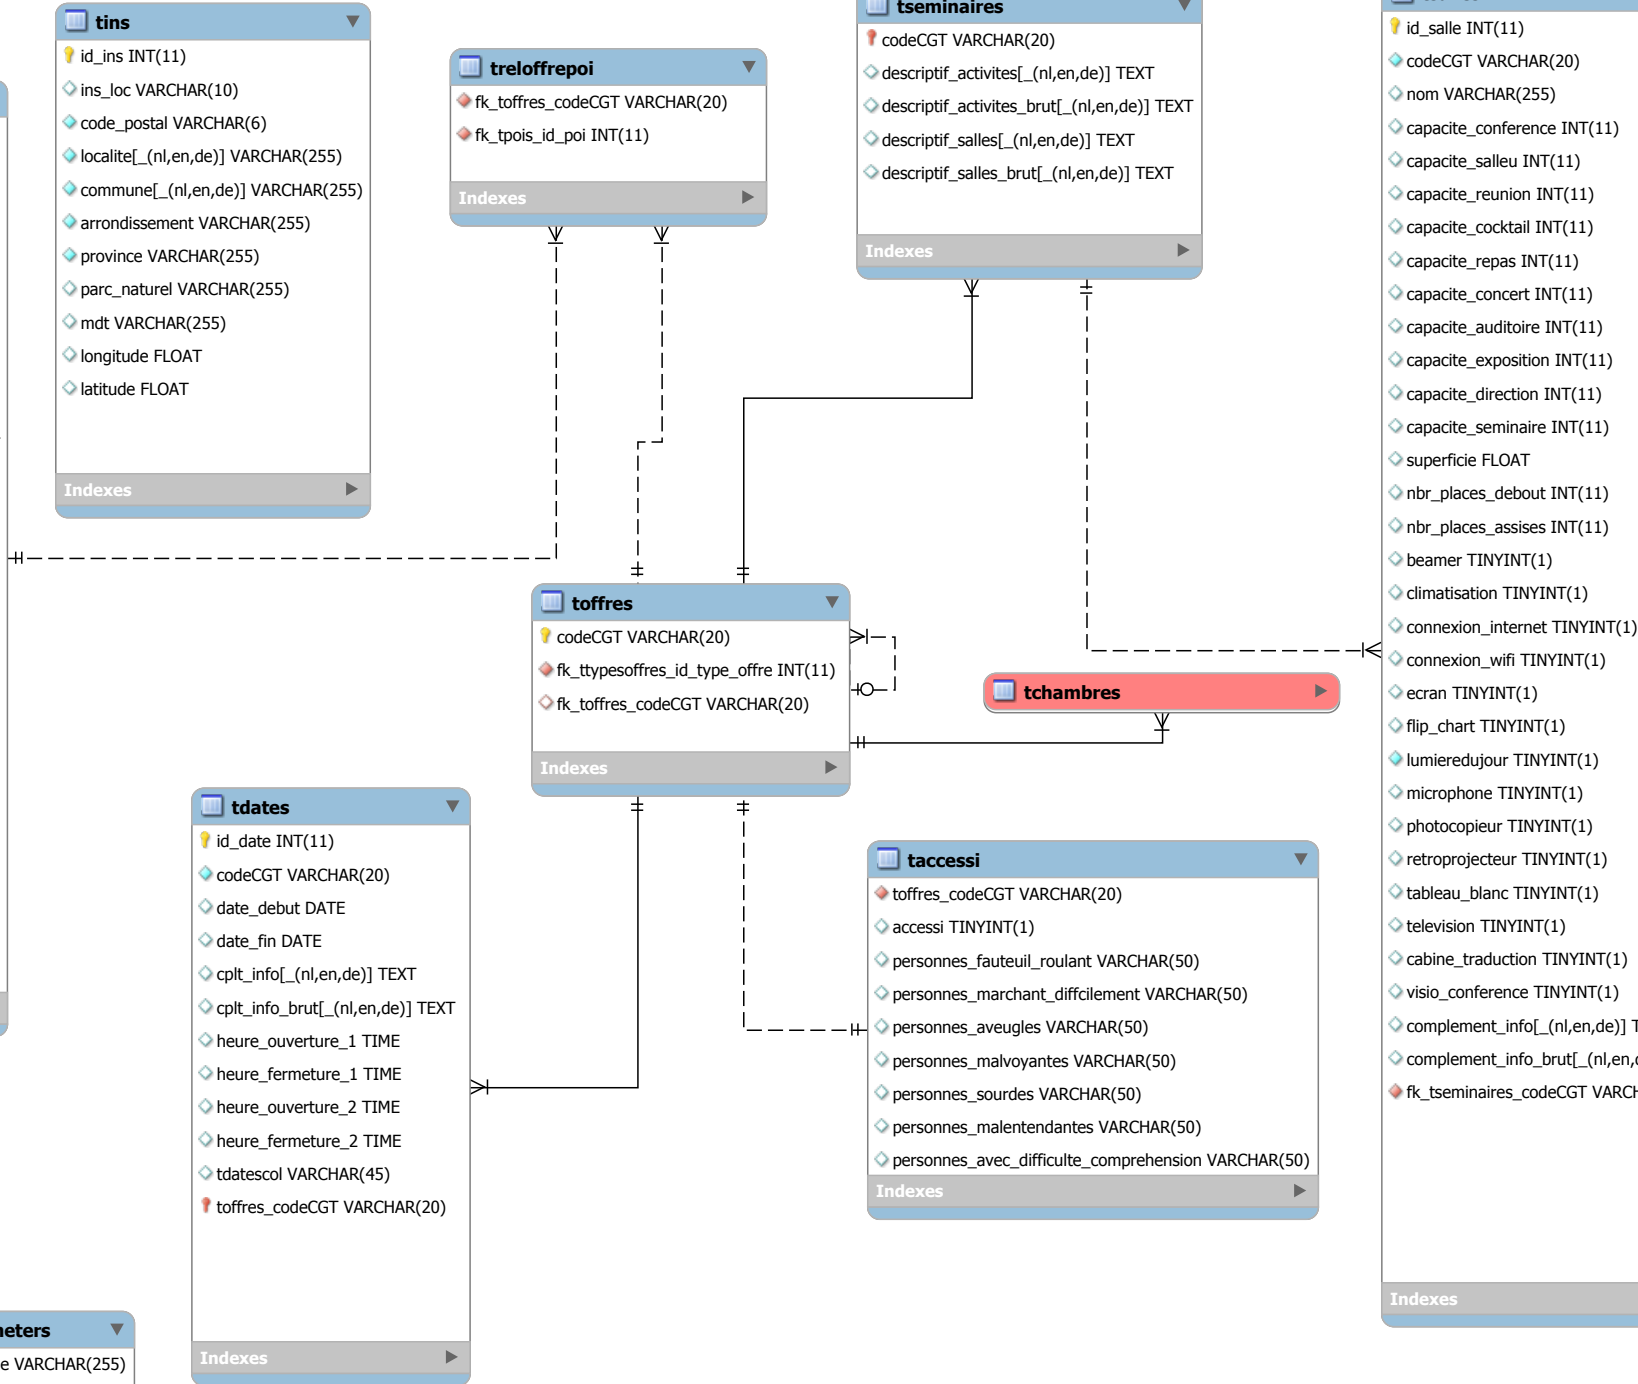 tins
id_ins INT(11)
ins_loc VARCHAR(10)
code_postal VARCHAR(6)
localite[_(nl,en,de)] VARCHAR(255)
commune[_(nl,en,de)] VARCHAR(255)
arrondissement VARCHAR(255)
province VARCHAR(255)
parc_naturel VARCHAR(255)
mdt VARCHAR(255)
longitude FLOAT
latitude FLOAT
Indexes
treloffrepoi
fk_toffres_codeCGT VARCHAR(20)
fk_tpois_id_poi INT(11)
Indexes
tseminaires
codeCGT VARCHAR(20)
descriptif_activites[_(nl,en,de)] TEXT
descriptif_activites_brut[_(nl,en,de)] TEXT
descriptif_salles[_(nl,en,de)] TEXT
descriptif_salles_brut[_(nl,en,de)] TEXT
Indexes
id_salle INT(11)
codeCGT VARCHAR(20)
nom VARCHAR(255)
capacite_conference INT(11)
capacite_salleu INT(11)
capacite_reunion INT(11)
capacite_cocktail INT(11)
capacite_repas INT(11)
capacite_concert INT(11)
capacite_auditoire INT(11)
capacite_exposition INT(11)
capacite_direction INT(11)
capacite_seminaire INT(11)
superficie FLOAT
nbr_places_debout INT(11)
nbr_places_assises INT(11)
beamer TINYINT(1)
climatisation TINYINT(1)
connexion_internet TINYINT(1)
connexion_wifi TINYINT(1)
ecran TINYINT(1)
flip_chart TINYINT(1)
lumieredujour TINYINT(1)
microphone TINYINT(1)
photocopieur TINYINT(1)
retroprojecteur TINYINT(1)
tableau_blanc TINYINT(1)
television TINYINT(1)
cabine_traduction TINYINT(1)
visio_conference TINYINT(1)
complement_info[_(nl,en,de)] T
complement_info_brut[_(nl,en,
fk_tseminaires_codeCGT VARCH
Indexes
toffres
codeCGT VARCHAR(20)
fk_ttypesoffres_id_type_offre INT(11)
fk_toffres_codeCGT VARCHAR(20)
Indexes
tchambres
tdates
id_date INT(11)
codeCGT VARCHAR(20)
date_debut DATE
date_fin DATE
cplt_info[_(nl,en,de)] TEXT
cplt_info_brut[_(nl,en,de)] TEXT
heure_ouverture_1 TIME
heure_fermeture_1 TIME
heure_ouverture_2 TIME
heure_fermeture_2 TIME
tdatescol VARCHAR(45)
toffres_codeCGT VARCHAR(20)
Indexes
taccessi
toffres_codeCGT VARCHAR(20)
accessi TINYINT(1)
personnes_fauteuil_roulant VARCHAR(50)
personnes_marchant_diffcilement VARCHAR(50)
personnes_aveugles VARCHAR(50)
personnes_malvoyantes VARCHAR(50)
personnes_sourdes VARCHAR(50)
personnes_malentendantes VARCHAR(50)
personnes_avec_difficulte_comprehension VARCHAR(50)
Indexes
neters
e VARCHAR(255)